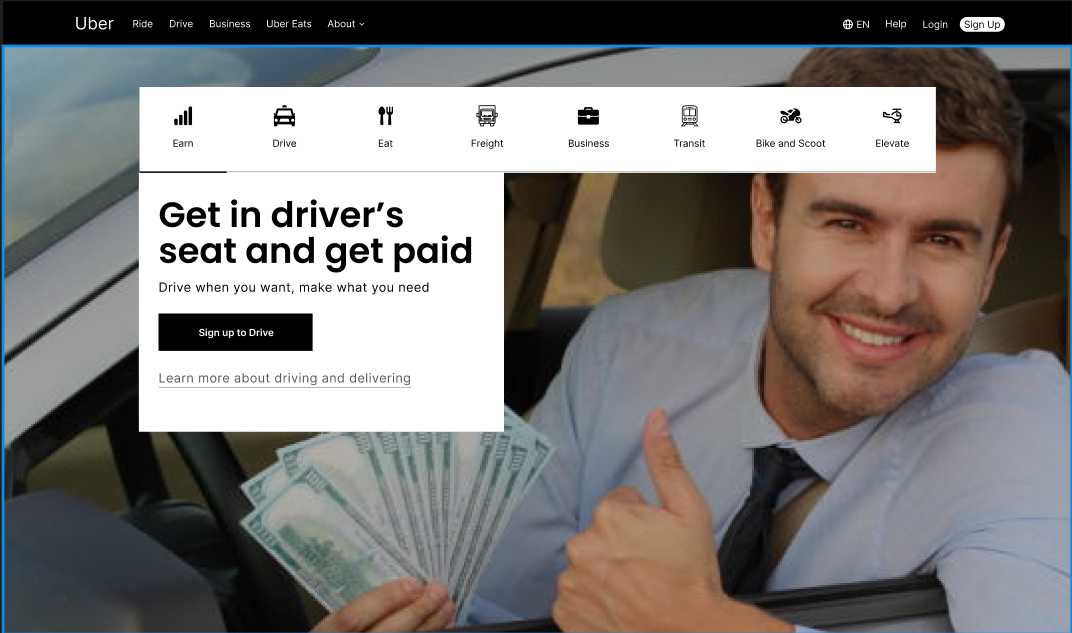 Uber Ride Drive Business Uber Eats About EN Help Login Sign Up
Earn Drive Eat Freight Business Transit Bike and Scoot Elevate
Get in driver’s
seat and get paid
Drive when you want, make what you need
Sign up to Drive
Learn more about driving and delivering